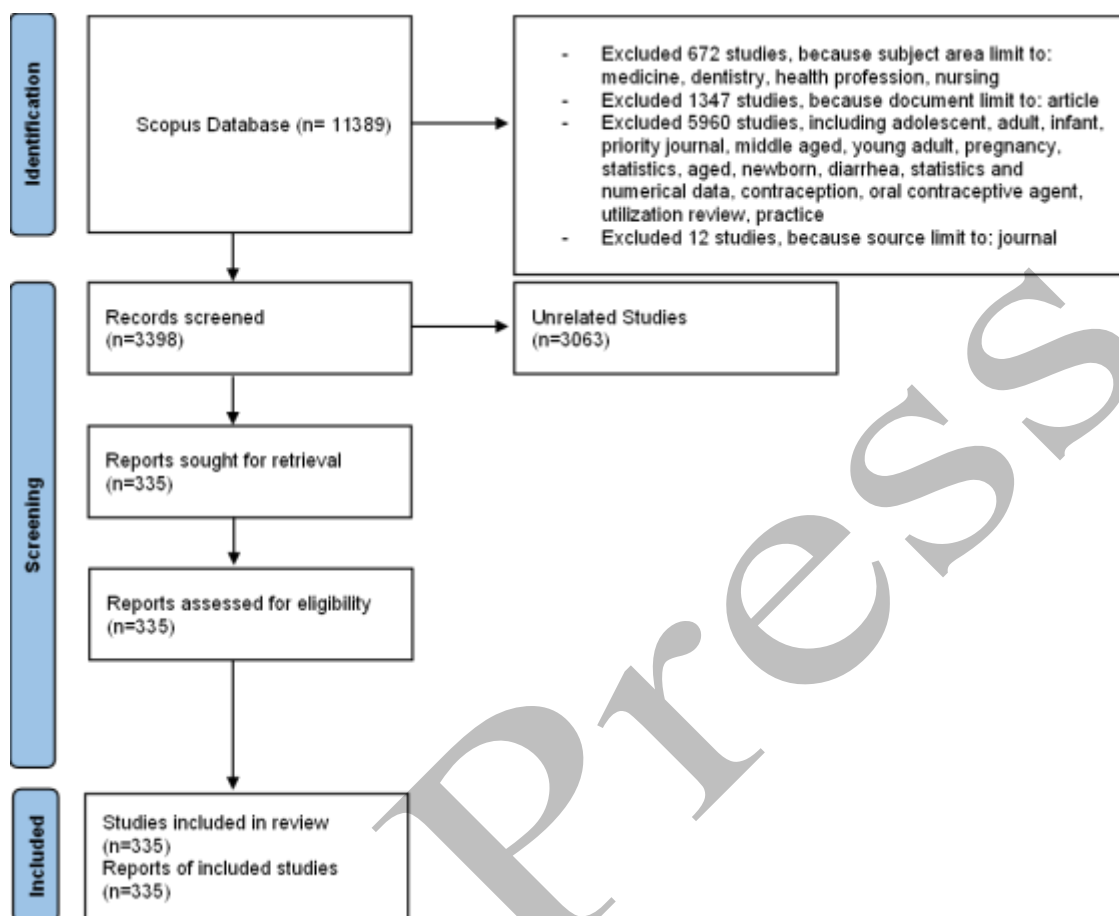 Identification
Scopus Database (n= 11389)
- Excluded 672 studies, because subject area limit to:
medicine, dentistry, health profession, nursing
- Excluded 1347 studies, because document limit to: article
- Excluded 5960 studies, including adolescent, adult, infant,
priority journal, middle aged, young adult, pregnancy,
statistics, aged, newborn, diarrhea, statistics and
numerical data, contraception, oral contraceptive agent,
utilization review, practice
- Excluded 12 studies, because source limit to: journal
Screening
Records screened
(n=3398)
Unrelated Studies
(n=3063)
Reports sought for retrieval
(n=335)
Reports assessed for eligibility
(n=335)
Included
Studies included in review
(n=335)
Reports of included studies
(n=335)
Press